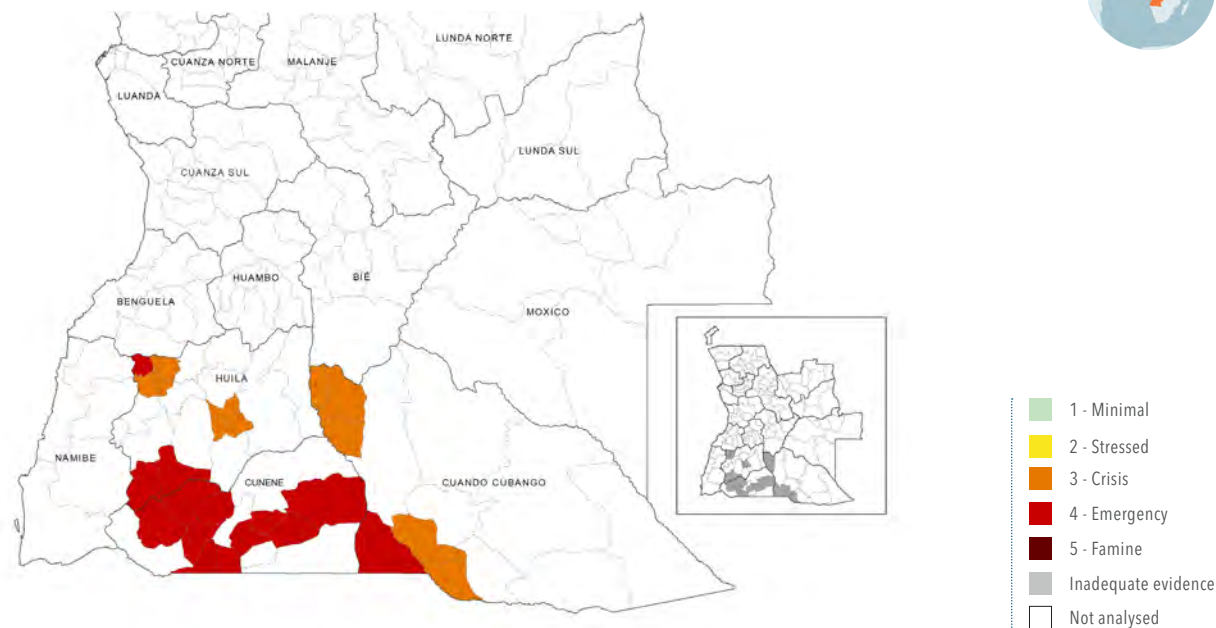 LUNDA NORTE
CUANZA NORTE
MALANJE
LUANDA
LUNDA SUL
CUANZA SUL
HUAMBO
BIÉ
BENGUELA
MOXICO
HUILA
NAMIBE
CUNENE
CUANDO CUBANGO
1 - Minimal
2 - Stressed
3 - Crisis
4 - Emergency
5 - Famine
Inadequate evidence
Not analysed